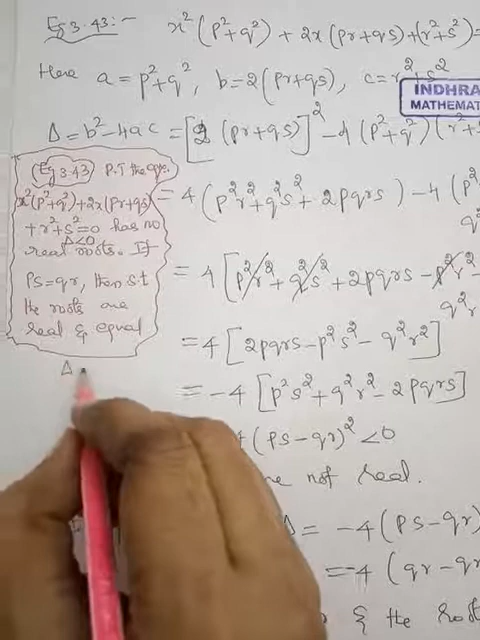 Eg 3.43:- x²(p²+q²) + 2x(pr+qs)+(r²+s²)=
Here a = p²+q², b=2(pr+qs), c=r²+s²
INDHRA
MATHEMAT
Δ=b²-4ac = [2(pr+qs)]²-4(p²+q²)(r²+s
(Eg 3.43) P.T the eqn.
x²(p²+q²)+2x(pr+qs)
+r²+s²=0 has no
Δ<0
real roots. If
ps=qr, then s.t
the roots are
real & equal
Δ
= 4(p²r²+q²s²+2pqrs) -4(p²
q²
= 4[p²r²+q²s²+2pqrs-p²r²-
q²r
=4[2pqrs-p²s²-q²r²]
= -4[p²s²+q²r²-2pqrs]
4(ps-qr)²<0
not real.
Δ= -4(ps-qr
=-4(qr-qr
& the root